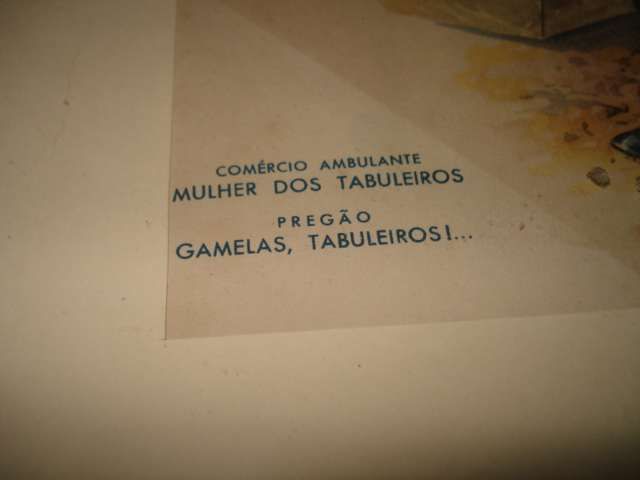 COMÉRCIO AMBULANTE
MULHER DOS TABULEIROS
PREGÃO
GAMELAS, TABULEIROS!...